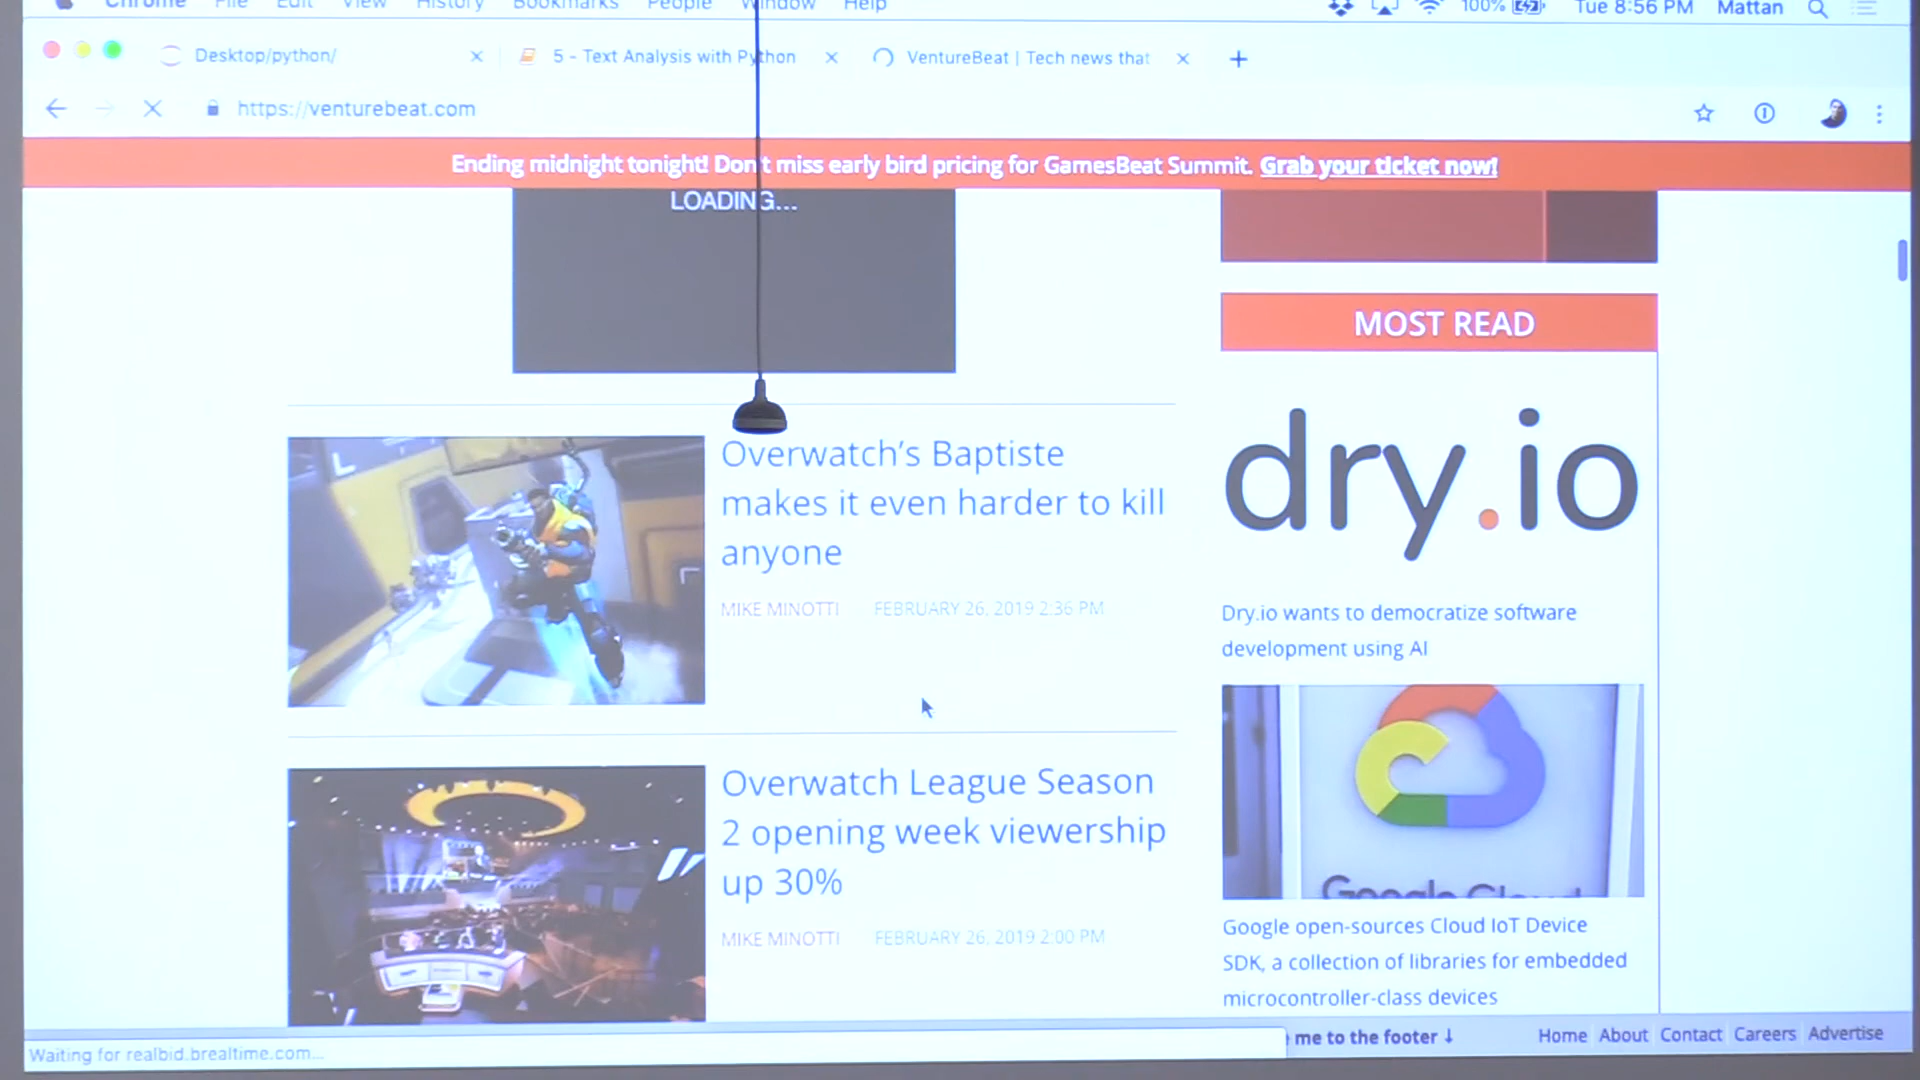 Chrome File Edit View History Bookmarks People Window Help 100% Tue 8:56 PM Mattan
Desktop/python/
5 - Text Analysis with Python
VentureBeat | Tech news that
https://venturebeat.com
Ending midnight tonight! Don't miss early bird pricing for GamesBeat Summit. Grab your ticket now!
LOADING...
Overwatch's Baptiste
makes it even harder to kill
anyone
MIKE MINOTTI FEBRUARY 26, 2019 2:36 PM
Overwatch League Season
2 opening week viewership
up 30%
MIKE MINOTTI FEBRUARY 26, 2019 2:00 PM
MOST READ
dry.io
Dry.io wants to democratize software
development using AI
Google Cloud
Google open-sources Cloud IoT Device
SDK, a collection of libraries for embedded
microcontroller-class devices
me to the footer ↓
Home About Contact Careers Advertise
Waiting for realbid.brealtime.com...